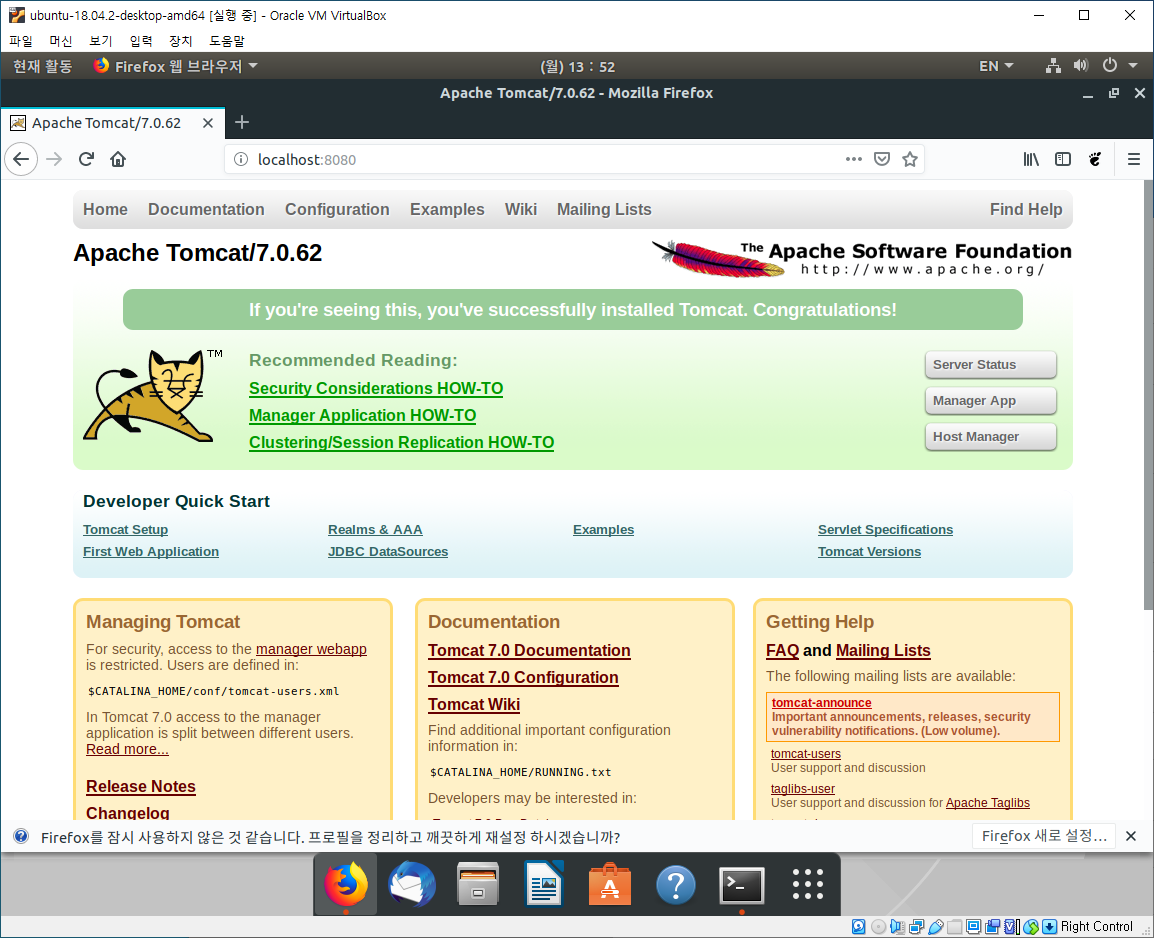 ubuntu-18.04.2-desktop-amd64 [실행 중] - Oracle VM VirtualBox
파일 머신 보기 입력 장치 도움말
현재 활동 Firefox 웹 브라우저 (월) 13 : 52 EN
Apache Tomcat/7.0.62 - Mozilla Firefox
Apache Tomcat/7.0.62
localhost:8080
Home Documentation Configuration Examples Wiki Mailing Lists Find Help
Apache Tomcat/7.0.62
The Apache Software Foundation
http://www.apache.org/
If you're seeing this, you've successfully installed Tomcat. Congratulations!
TM
Recommended Reading:
Security Considerations HOW-TO
Manager Application HOW-TO
Clustering/Session Replication HOW-TO
Server Status
Manager App
Host Manager
Developer Quick Start
Tomcat Setup Realms & AAA Examples Servlet Specifications
First Web Application JDBC DataSources Tomcat Versions
Managing Tomcat
For security, access to the manager webapp
is restricted. Users are defined in:
$CATALINA_HOME/conf/tomcat-users.xml
In Tomcat 7.0 access to the manager
application is split between different users.
Read more...
Release Notes
Changelog
Documentation
Tomcat 7.0 Documentation
Tomcat 7.0 Configuration
Tomcat Wiki
Find additional important configuration
information in:
$CATALINA_HOME/RUNNING.txt
Developers may be interested in:
Getting Help
FAQ and Mailing Lists
The following mailing lists are available:
tomcat-announce
Important announcements, releases, security
vulnerability notifications. (Low volume).
tomcat-users
User support and discussion
taglibs-user
User support and discussion for Apache Taglibs
Firefox를 잠시 사용하지 않은 것 같습니다. 프로필을 정리하고 깨끗하게 재설정 하시겠습니까?
Firefox 새로 설정…
Right Control